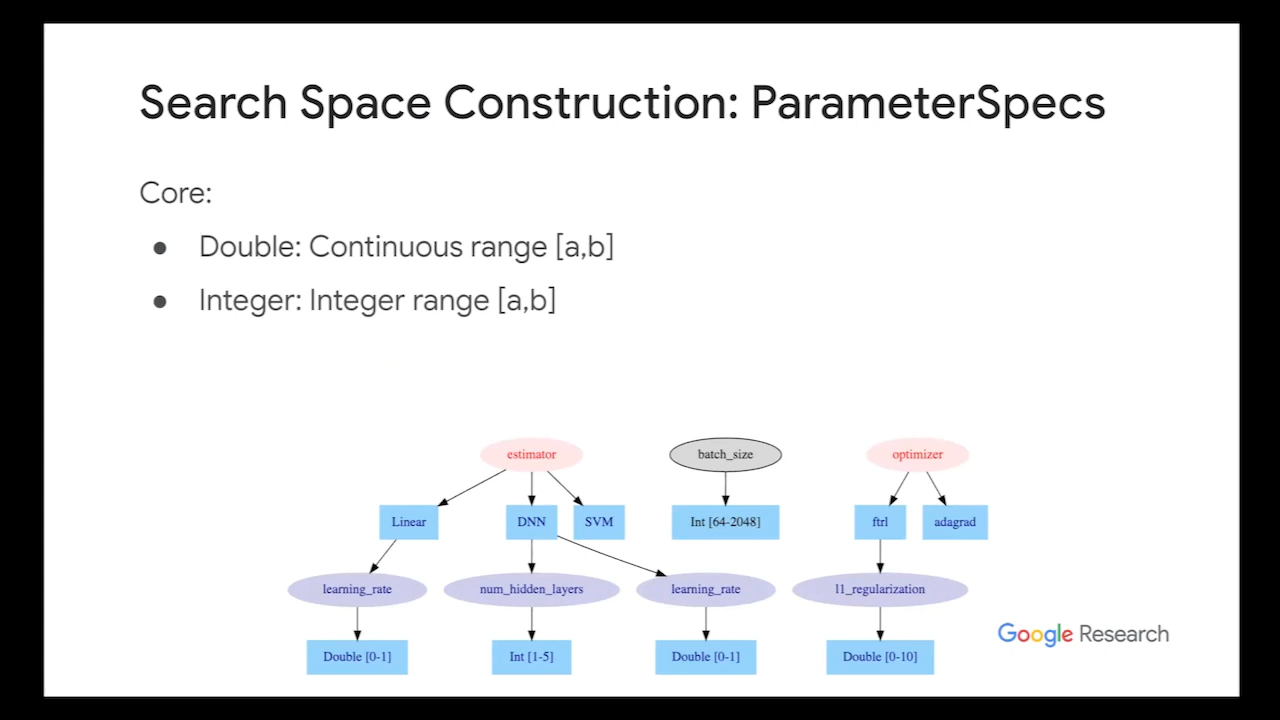 Search Space Construction: ParameterSpecs
Core:
● Double: Continuous range [a,b]
● Integer: Integer range [a,b]
estimator batch_size optimizer
Linear DNN SVM Int [64-2048] ftrl adagrad
learning_rate num_hidden_layers learning_rate l1_regularization
Double [0-1] Int [1-5] Double [0-1] Double [0-10]
Google Research